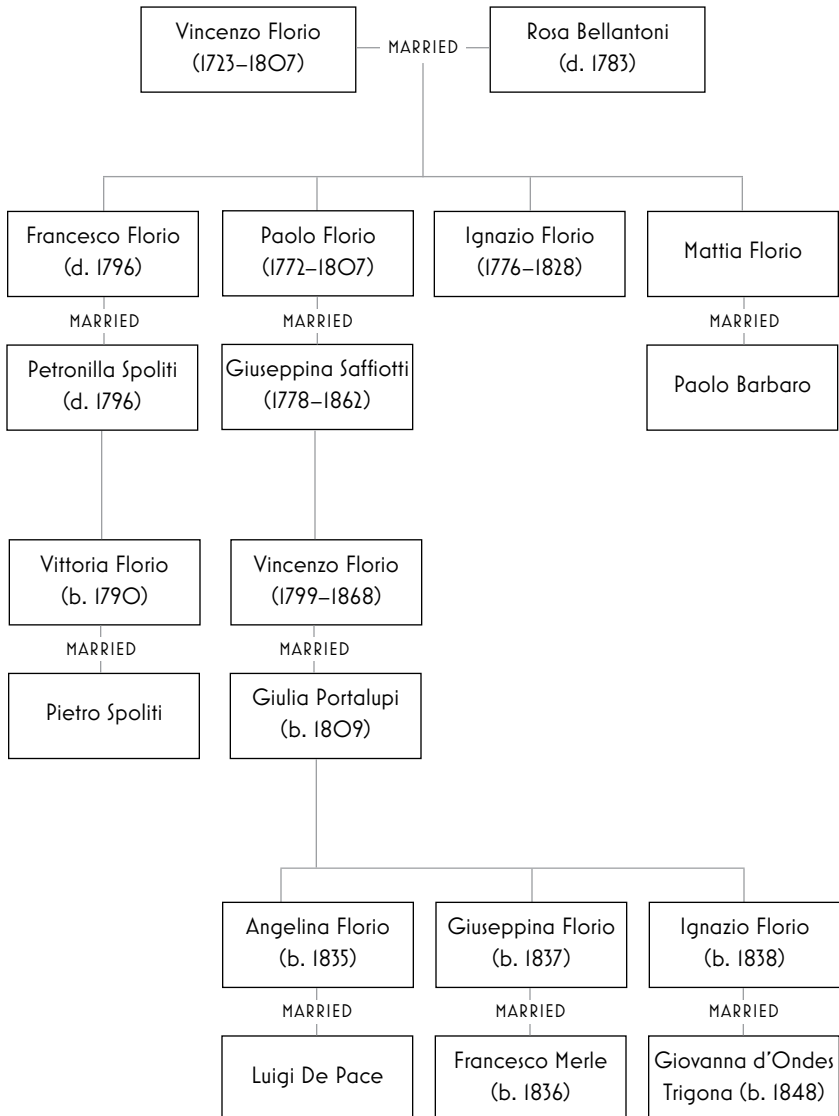 Vincenzo Florio
(1723–1807)
MARRIED
Rosa Bellantoni
(d. 1783)
Francesco Florio
(d. 1796)
Paolo Florio
(1772–1807)
Ignazio Florio
(1776–1828)
Mattia Florio
MARRIED
MARRIED
MARRIED
Petronilla Spoliti
(d. 1796)
Giuseppina Saffiotti
(1778–1862)
Paolo Barbaro
Vittoria Florio
(b. 1790)
Vincenzo Florio
(1799–1868)
MARRIED
MARRIED
Pietro Spoliti
Giulia Portalupi
(b. 1809)
Angelina Florio
(b. 1835)
Giuseppina Florio
(b. 1837)
Ignazio Florio
(b. 1838)
MARRIED
MARRIED
MARRIED
Luigi De Pace
Francesco Merle
(b. 1836)
Giovanna d'Ondes
Trigona (b. 1848)